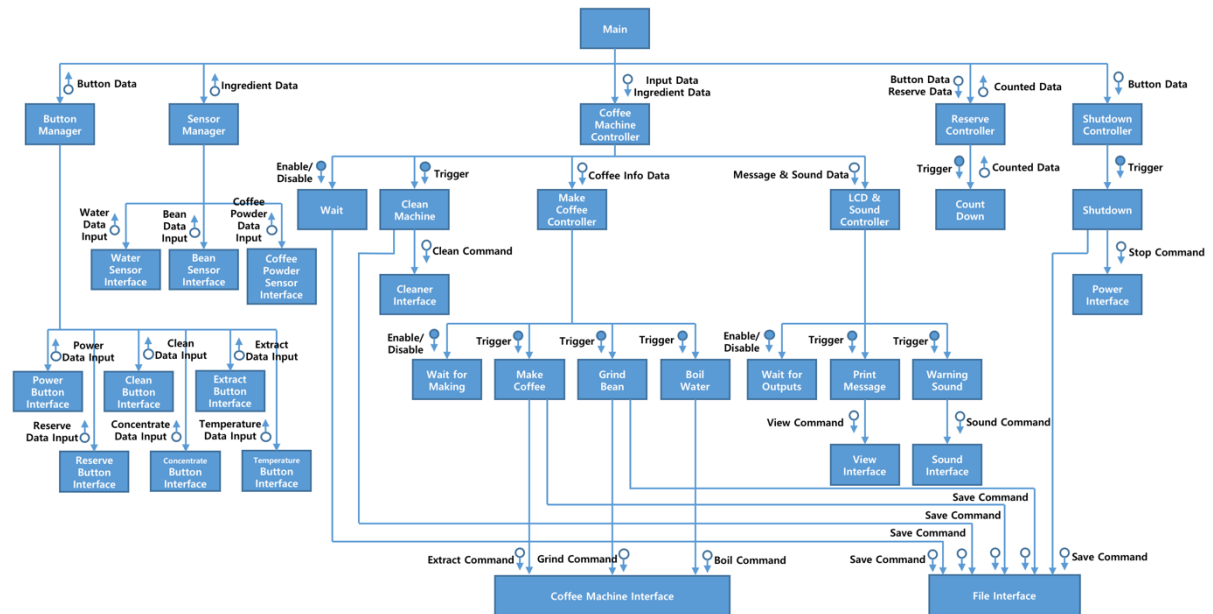 Main
Button Data
Ingredient Data
Input Data
Ingredient Data
Button Data
Reserve Data
Counted Data
Button Data
Button
Manager
Sensor
Manager
Coffee
Machine
Controller
Reserve
Controller
Shutdown
Controller
Enable/
Disable
Trigger
Coffee Info Data
Message & Sound Data
Trigger
Counted Data
Trigger
Wait
Clean
Machine
Make
Coffee
Controller
LCD &
Sound
Controller
Count
Down
Shutdown
Water
Data
Input
Bean
Data
Input
Coffee
Powder
Data
Input
Clean Command
Stop Command
Water
Sensor
Interface
Bean
Sensor
Interface
Coffee
Powder
Sensor
Interface
Cleaner
Interface
Power
Interface
Enable/
Disable
Trigger
Trigger
Trigger
Enable/
Disable
Trigger
Trigger
Power
Data Input
Clean
Data Input
Extract
Data Input
Wait for
Making
Make
Coffee
Grind
Bean
Boil
Water
Wait for
Outputs
Print
Message
Warning
Sound
Power
Button
Interface
Clean
Button
Interface
Extract
Button
Interface
Reserve
Data Input
Concentrate
Data Input
Temperature
Data Input
View Command
Sound Command
Reserve
Button
Interface
Concentrate
Button
Interface
Temperature
Button
Interface
View
Interface
Sound
Interface
Save Command
Save Command
Save Command
Extract Command
Grind Command
Boil Command
Save Command
Save Command
Coffee Machine Interface
File Interface